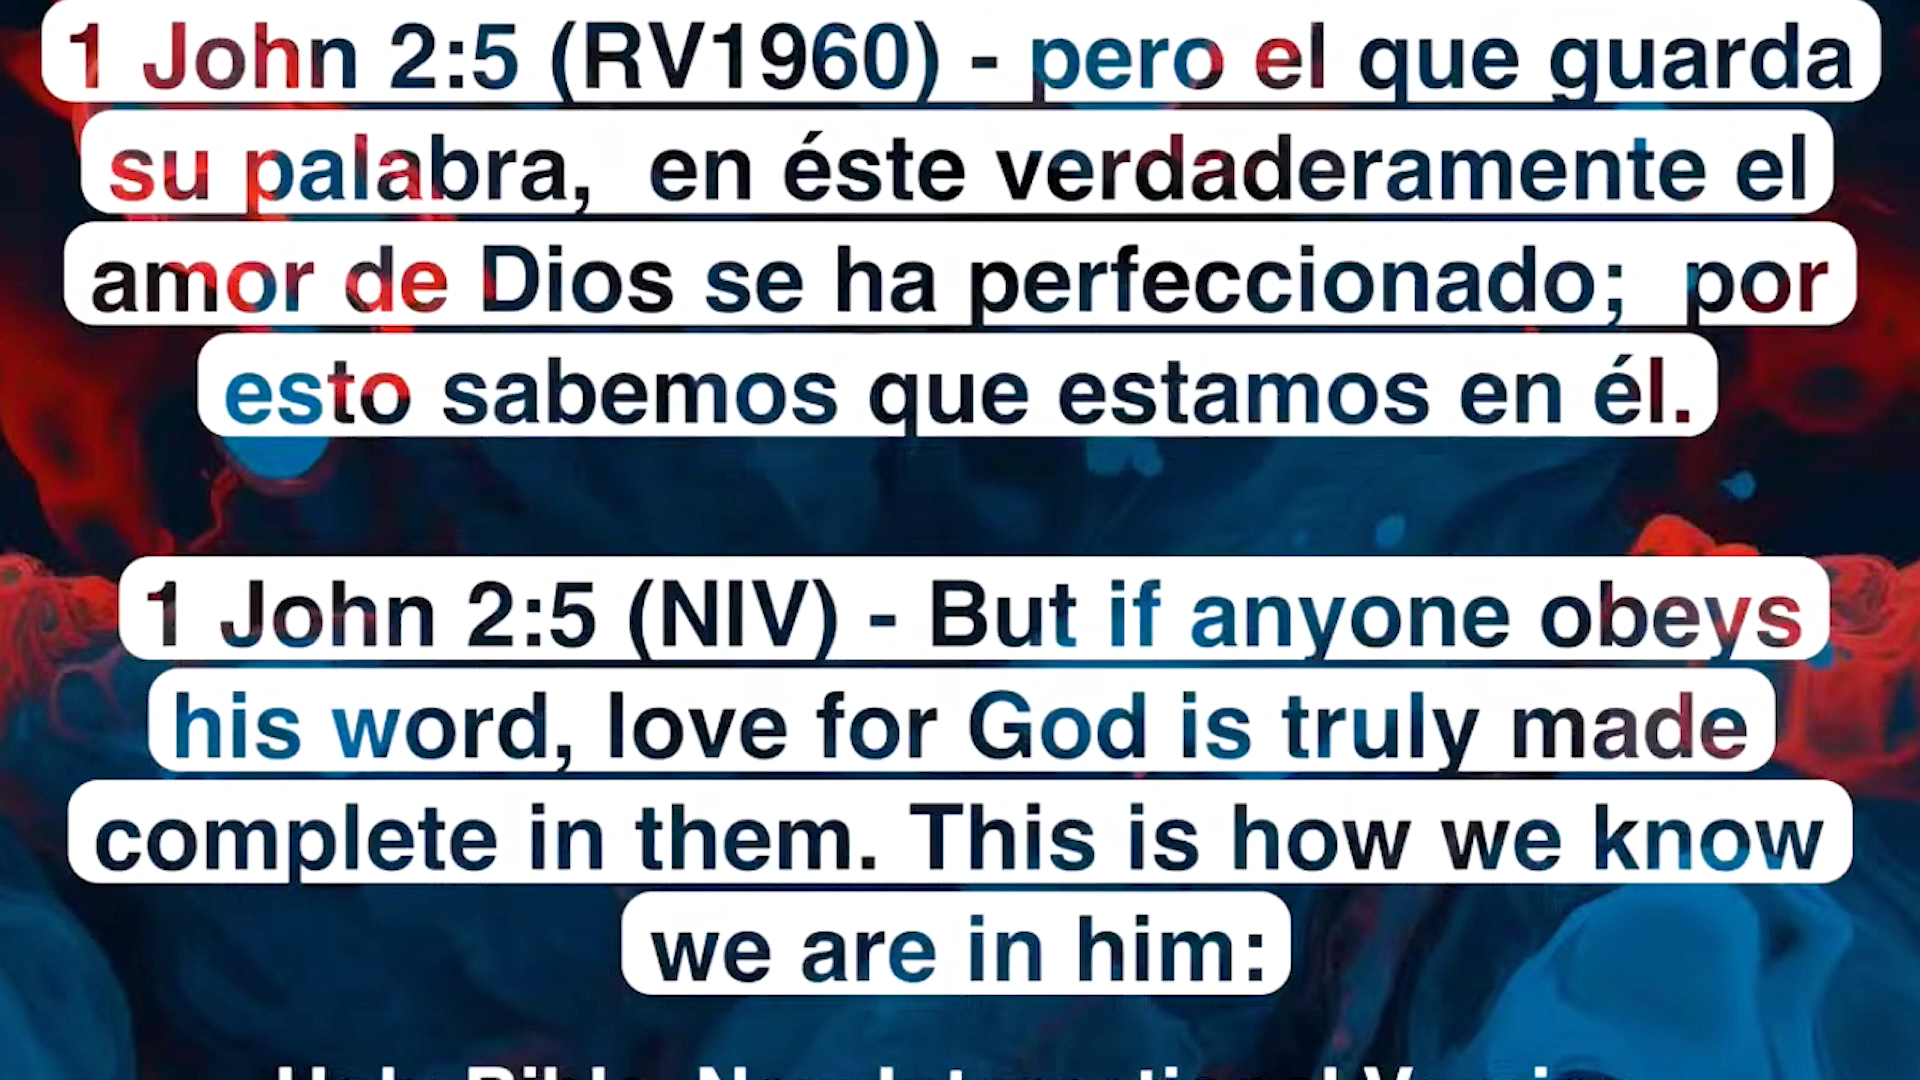 1 John 2:5 (RV1960) - pero el que guarda
su palabra,  en éste verdaderamente el
amor de Dios se ha perfeccionado;  por
esto sabemos que estamos en él.
1 John 2:5 (NIV) - But if anyone obeys
his word, love for God is truly made
complete in them. This is how we know
we are in him: